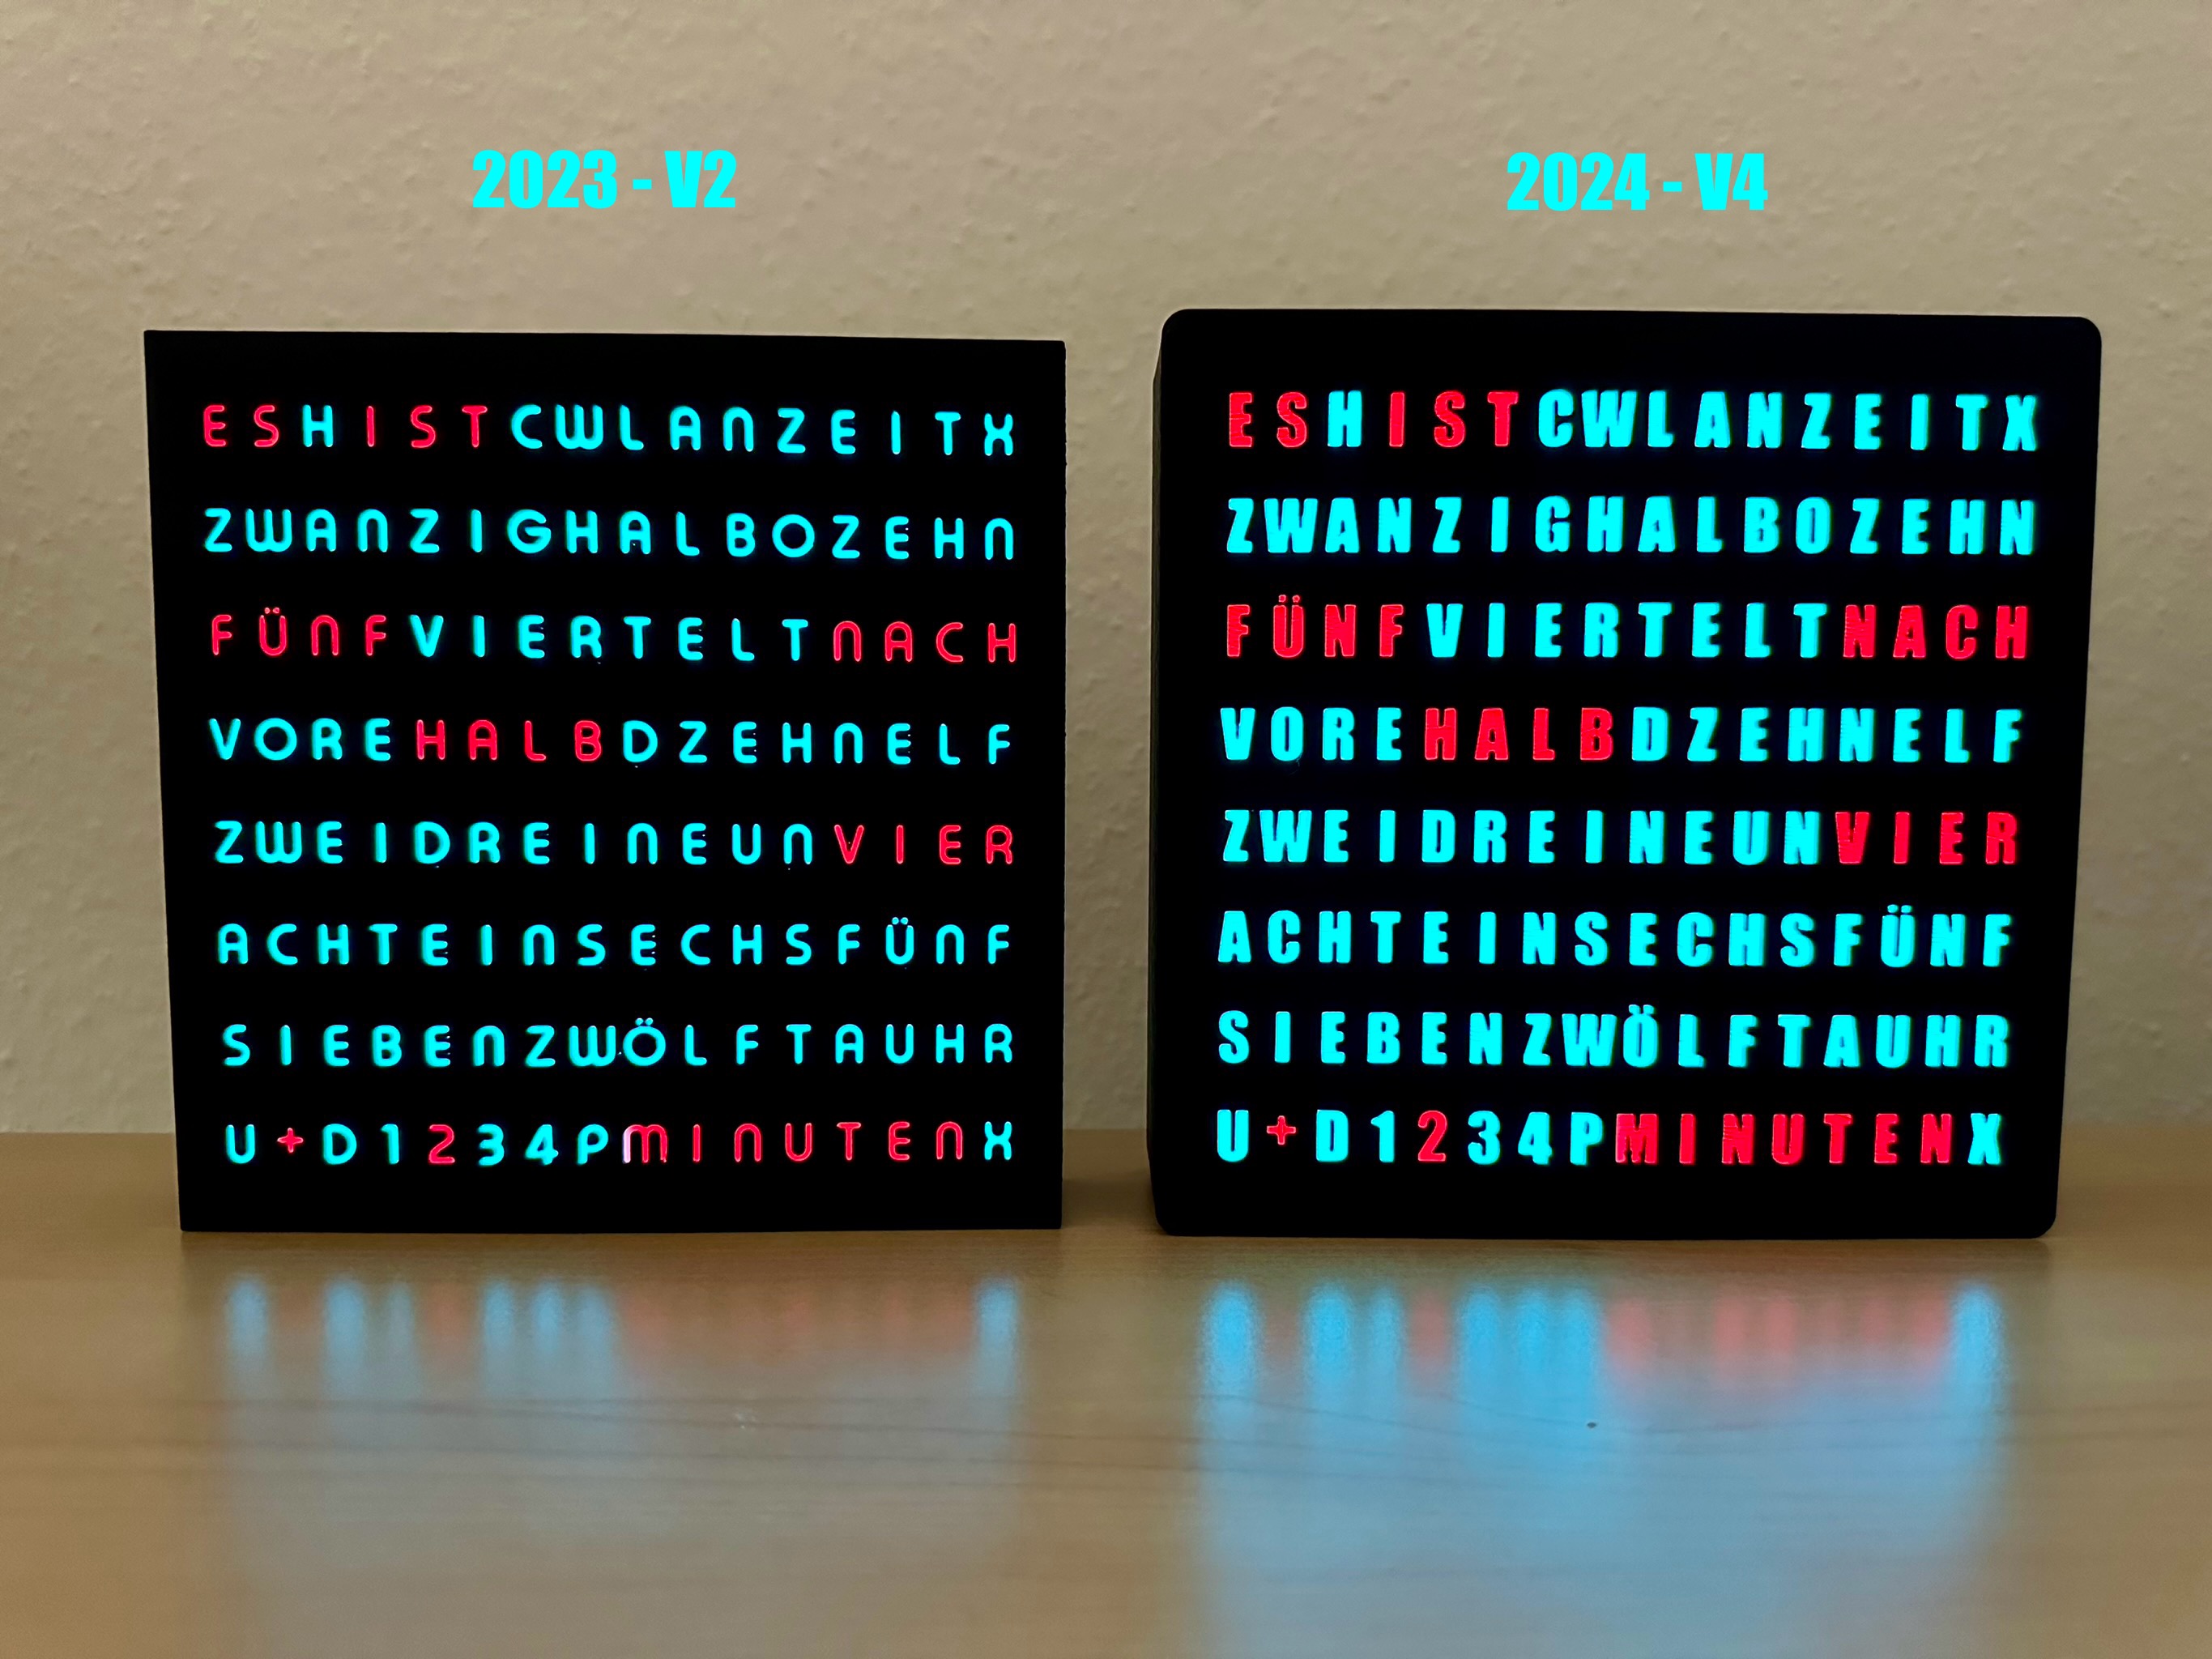 2023 - V2
ESHISTCWLANZEITX
ZWANZIGHALBOZEHN
FÜNFVIERTELTNACH
VOREHALBDZEHNELF
ZWEIDREINEUNVIER
ACHTEINSECHSFÜNF
SIEBENZWÖLFTAUHR
U+D1234PMINUTENX
2024 - V4
ESHISTCWLANZEITX
ZWANZIGHALBOZEHN
FÜNFVIERTELTNACH
VOREHALBDZEHNELF
ZWEIDREINEUNVIER
ACHTEINSECHSFÜNF
SIEBENZWÖLFTAUHR
U+D1234PMINUTENX